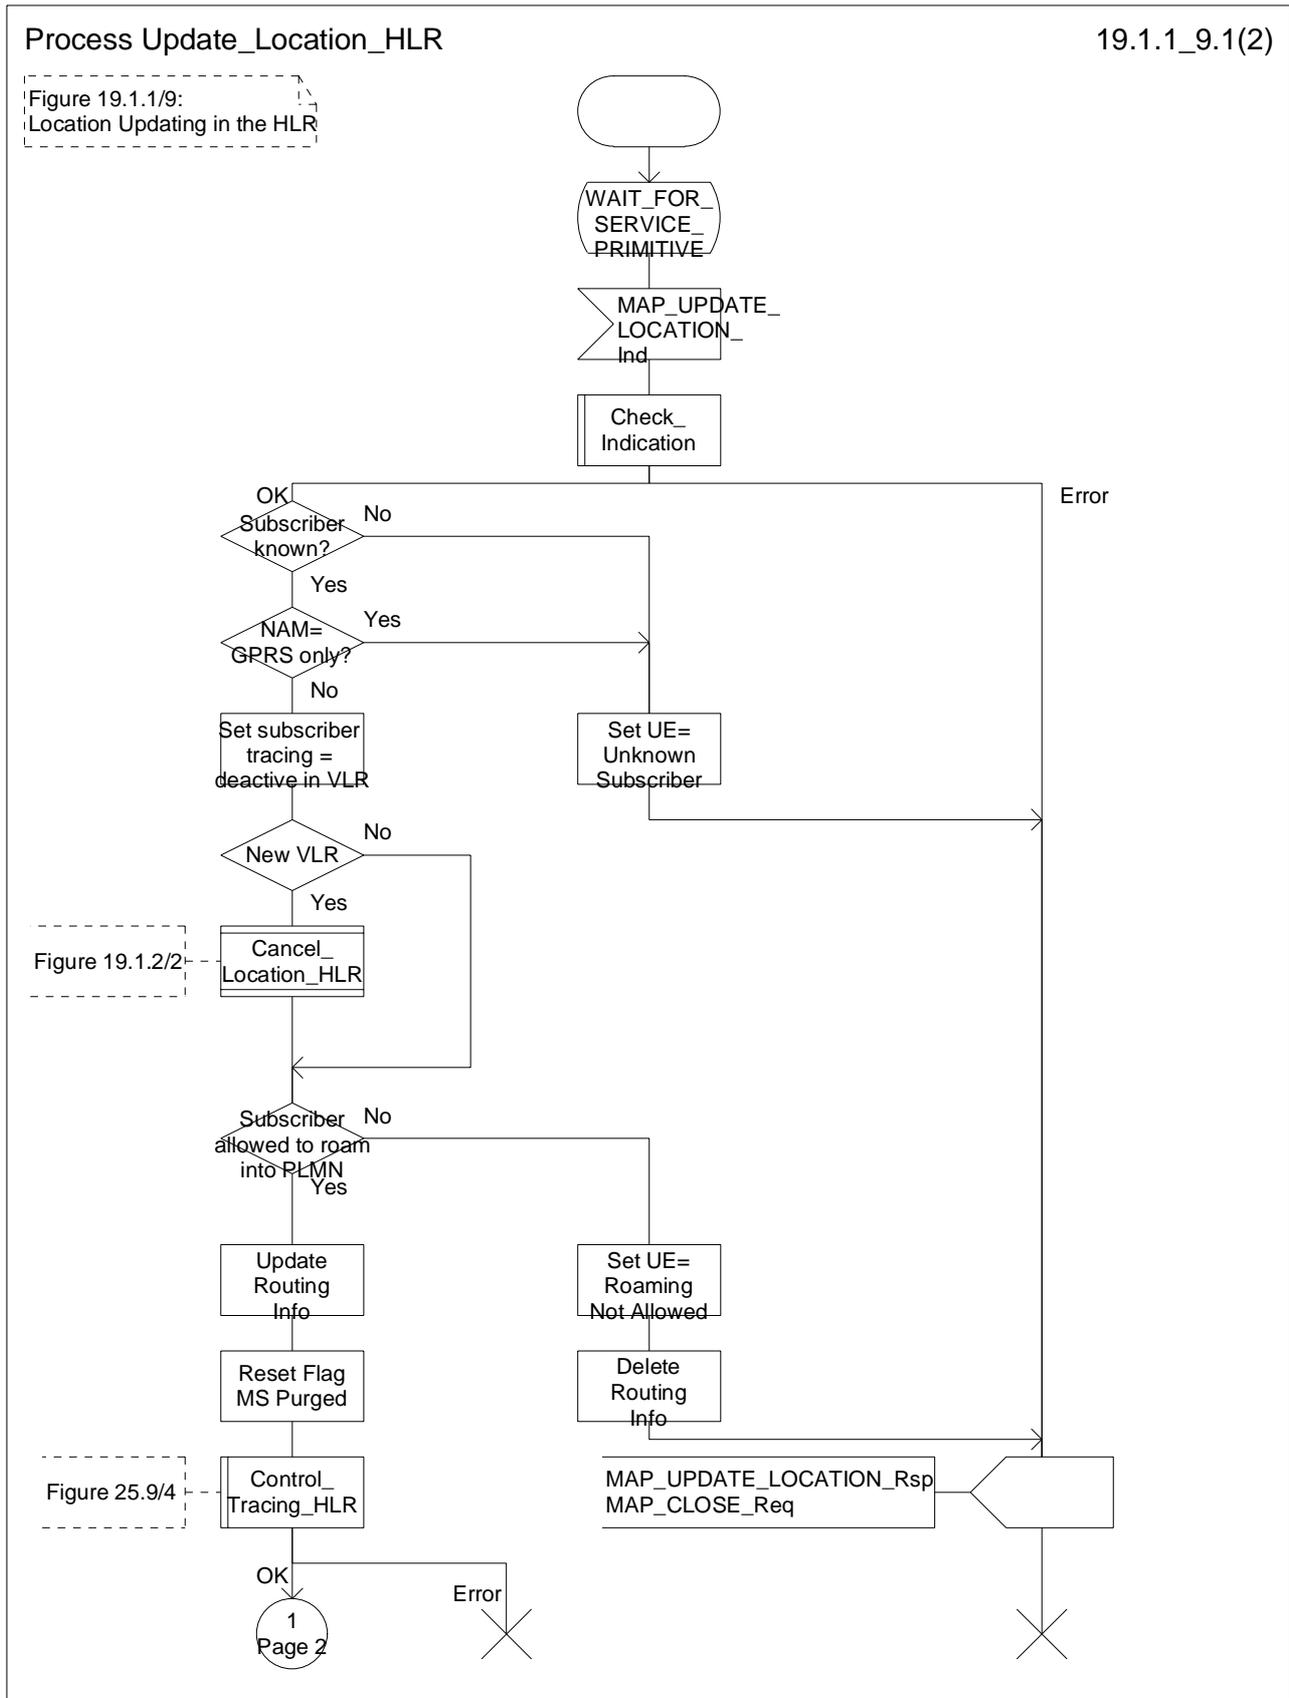 Process Update_Location_HLR
19.1.1_9.1(2)
Figure 19.1.1/9:
Location Updating in the HLR
WAIT_FOR_
SERVICE_
PRIMITIVE
MAP_UPDATE_
LOCATION_
Ind
Check_
Indication
OK
Error
Subscriber
known?
No
Yes
NAM=
GPRS only?
Yes
No
Set subscriber
tracing =
deactive in VLR
Set UE=
Unknown
Subscriber
New VLR
No
Yes
Figure 19.1.2/2
Cancel_
Location_HLR
Subscriber
allowed to roam
into PLMN
No
Yes
Update
Routing
Info
Set UE=
Roaming
Not Allowed
Reset Flag
MS Purged
Delete
Routing
Info
Figure 25.9/4
Control_
Tracing_HLR
MAP_UPDATE_LOCATION_Rsp
MAP_CLOSE_Req
OK
Error
1
Page 2